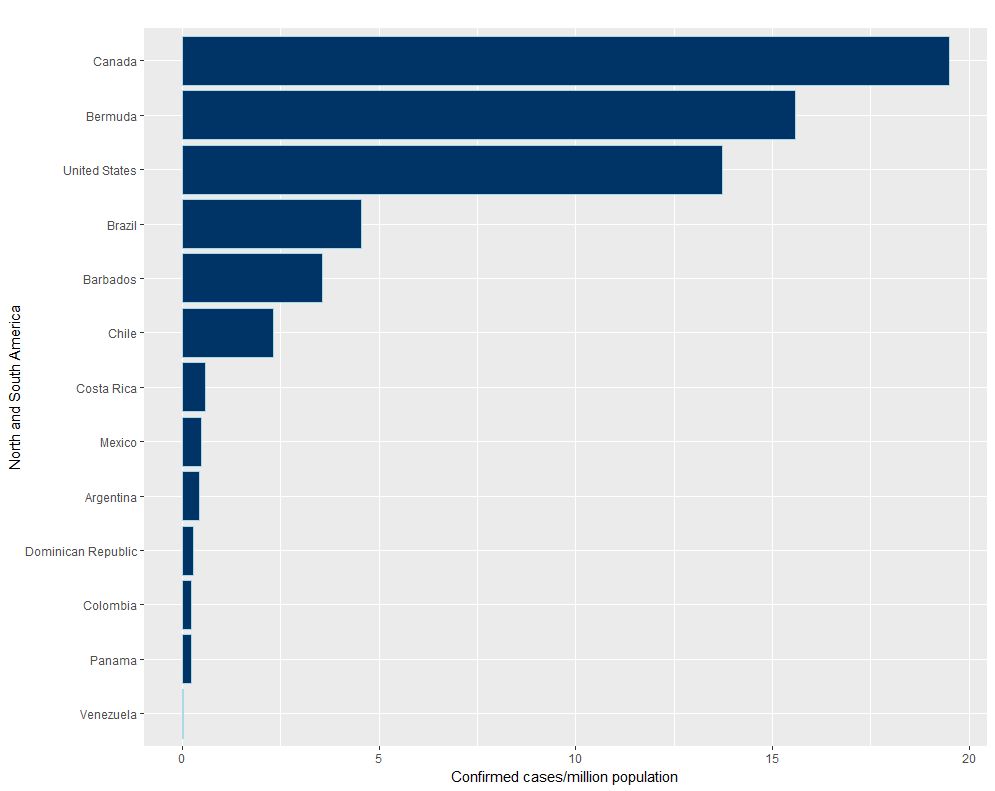 Canada
Bermuda
United States
Brazil
Barbados
Chile
Costa Rica
Mexico
Argentina
Dominican Republic
Colombia
Panama
Venezuela
North and South America
0 5 10 15 20
Confirmed cases/million population